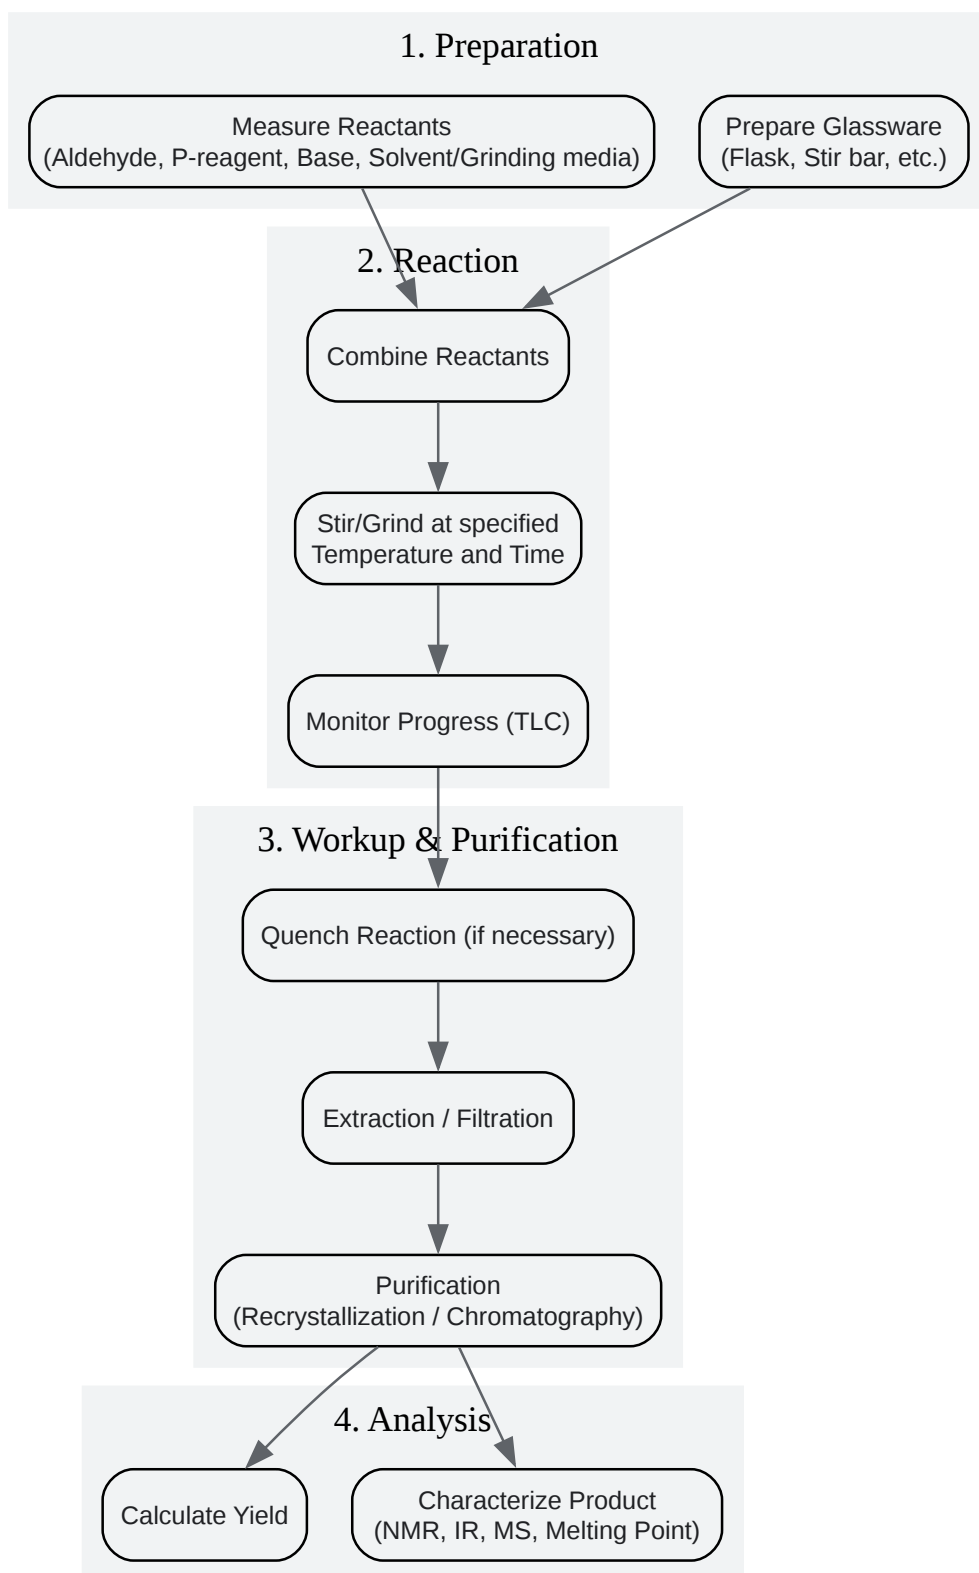 1. Preparation
Measure Reactants
(Aldehyde, P-reagent, Base, Solvent/Grinding media)
Prepare Glassware
(Flask, Stir bar, etc.)
2. Reaction
Combine Reactants
Stir/Grind at specified
Temperature and Time
Monitor Progress (TLC)
3. Workup & Purification
Quench Reaction (if necessary)
Extraction / Filtration
Purification
(Recrystallization / Chromatography)
4. Analysis
Calculate Yield
Characterize Product
(NMR, IR, MS, Melting Point)